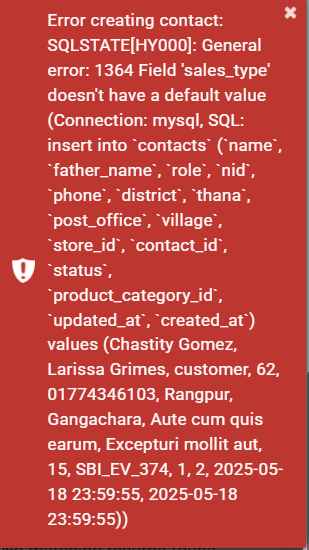 Error creating contact:
SQLSTATE[HY000]: General
error: 1364 Field 'sales_type'
doesn't have a default value
(Connection: mysql, SQL:
insert into `contacts` (`name`,
`father_name`, `role`, `nid`,
`phone`, `district`, `thana`,
`post_office`, `village`,
`store_id`, `contact_id`,
`status`,
`product_category_id`,
`updated_at`, `created_at`)
values (Chastity Gomez,
Larissa Grimes, customer, 62,
01774346103, Rangpur,
Gangachara, Aute cum quis
earum, Excepturi mollit aut,
15, SBI_EV_374, 1, 2, 2025-05-
18 23:59:55, 2025-05-18
23:59:55))